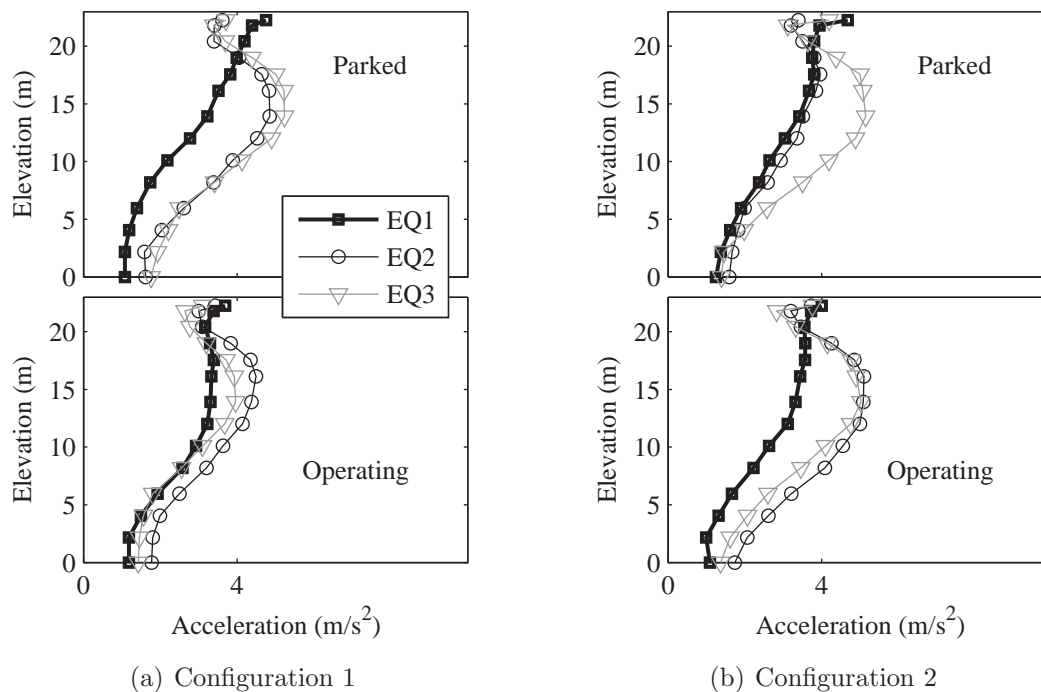 20
15
10
5
0
Elevation (m)
Parked
20
15
10
5
0
Elevation (m)
Parked
EQ1
EQ2
EQ3
20
15
10
5
0
Elevation (m)
Operating
0
4
Acceleration (m/s²)
20
15
10
5
0
Elevation (m)
Operating
0
4
Acceleration (m/s²)
(a) Configuration 1
(b) Configuration 2